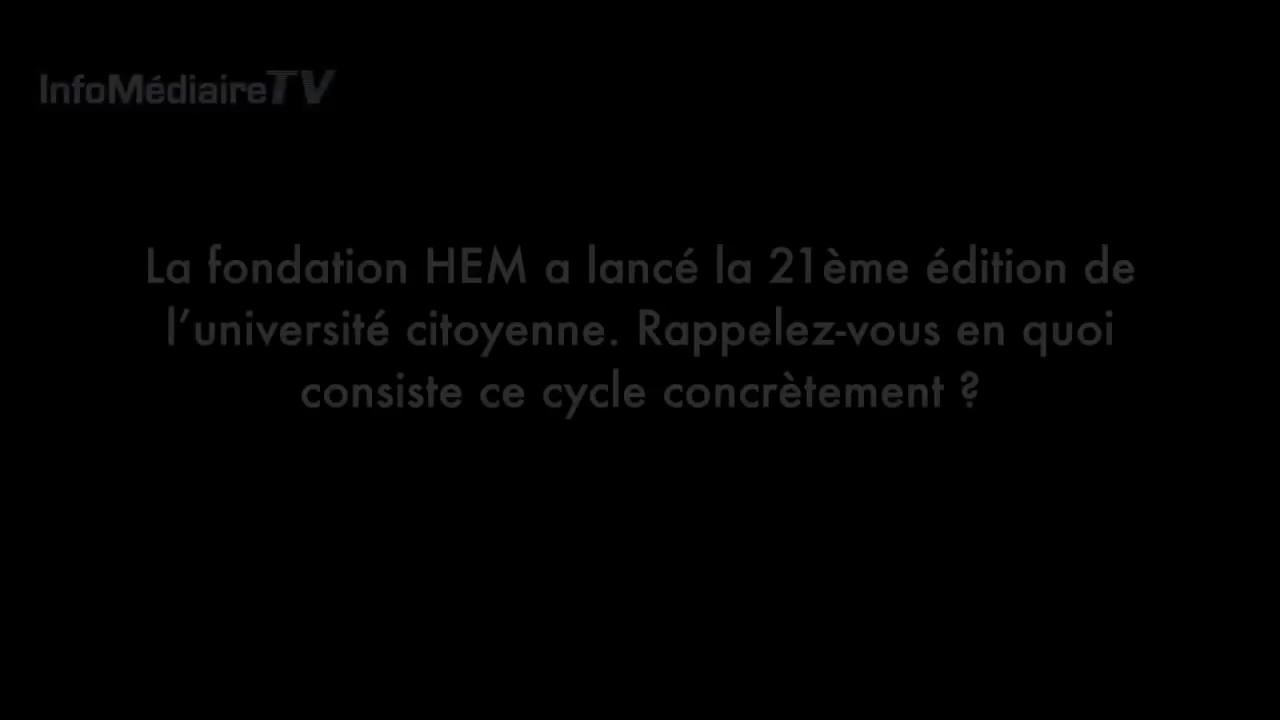 InfoMédiaireTV
La fondation HEM a lancé la 21ème édition de
l’université citoyenne. Rappelez-vous en quoi
consiste ce cycle concrètement ?